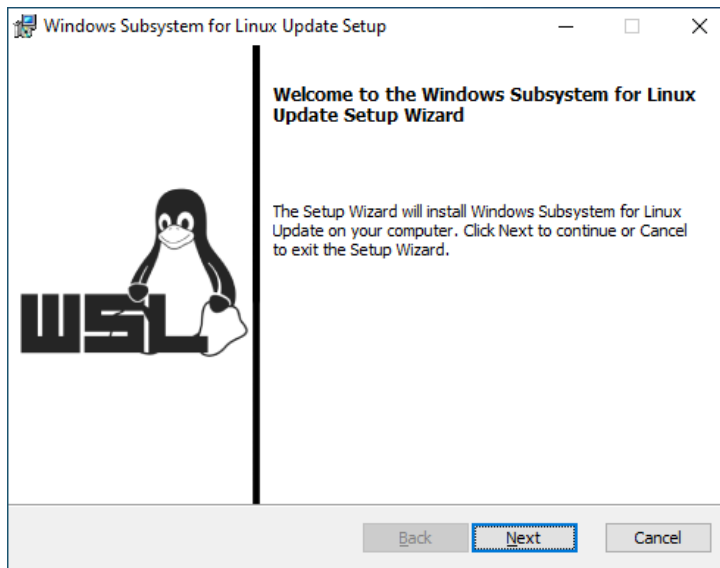 Windows Subsystem for Linux Update Setup
Welcome to the Windows Subsystem for Linux
Update Setup Wizard
The Setup Wizard will install Windows Subsystem for Linux
Update on your computer. Click Next to continue or Cancel
to exit the Setup Wizard.
WSL
Back
Next
Cancel